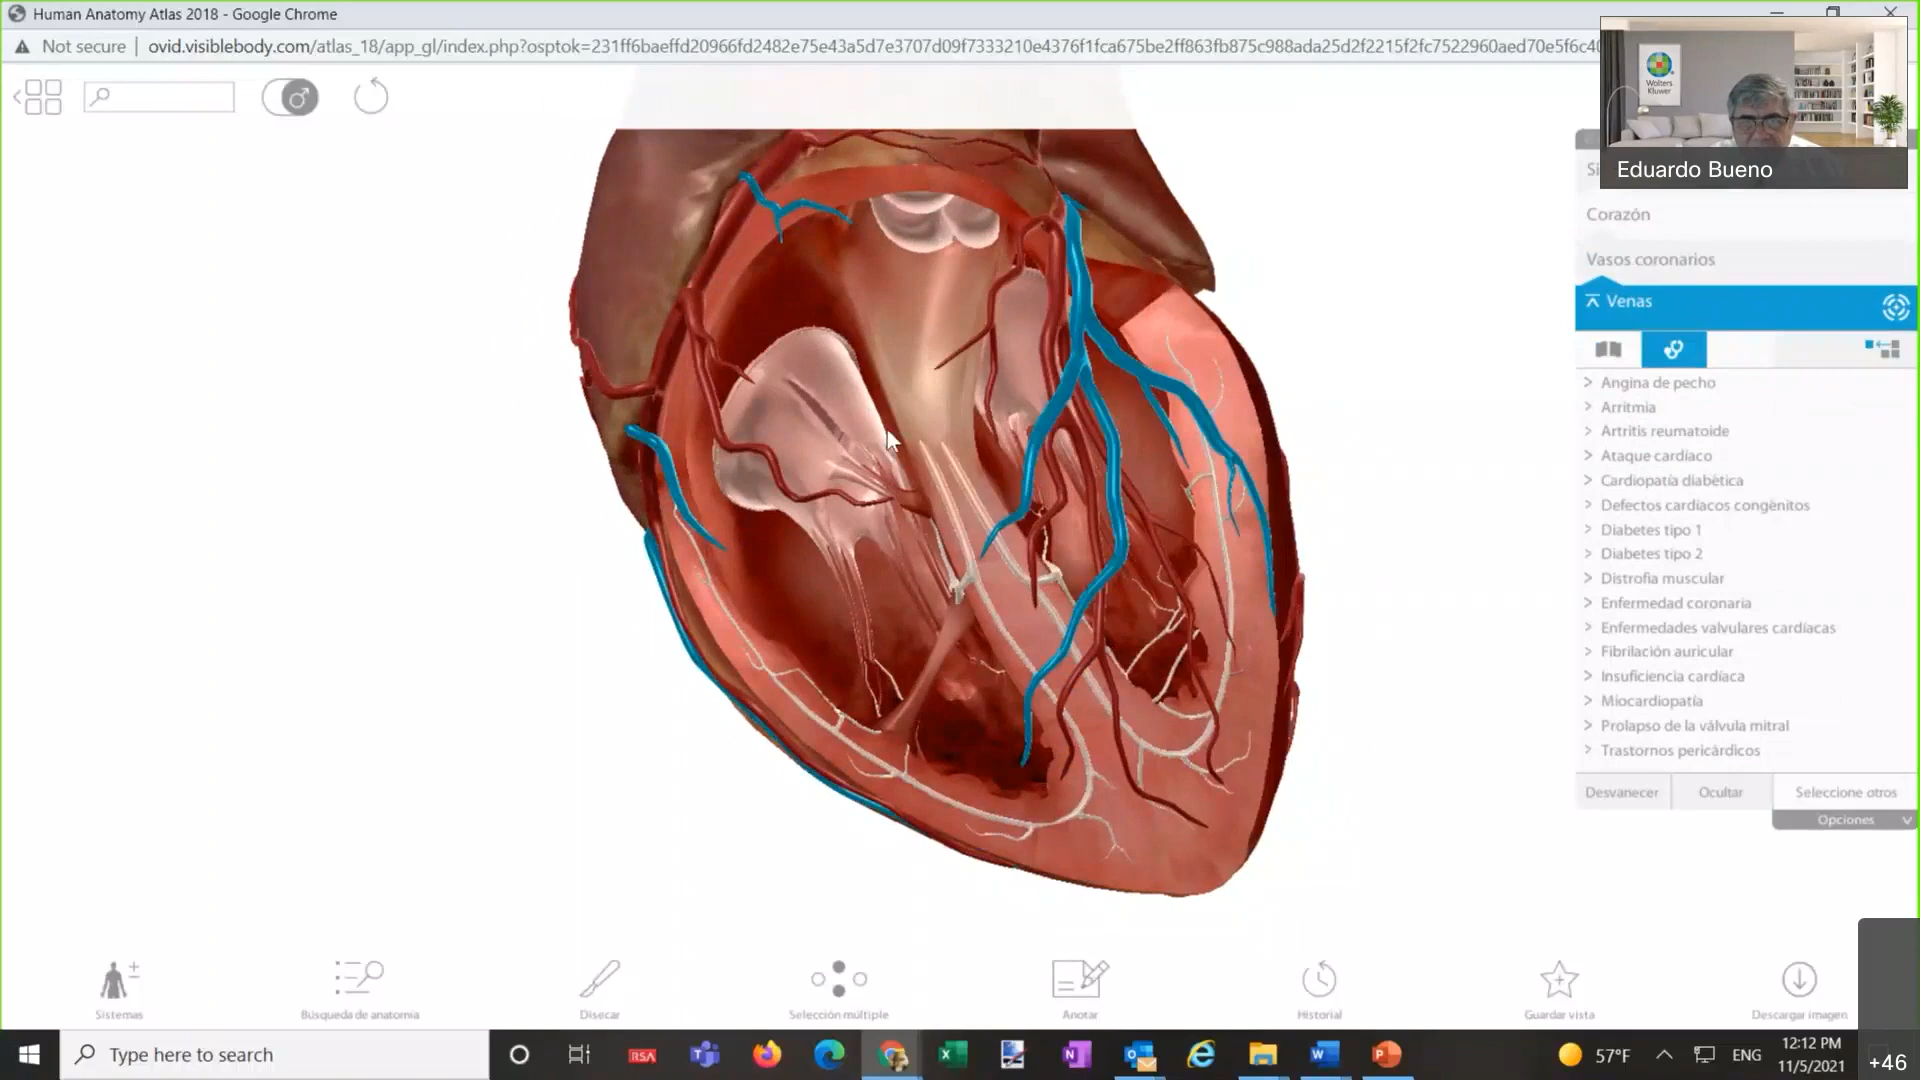 Human Anatomy Atlas 2018 - Google Chrome
Not secure | ovid.visiblebody.com/atlas_18/app_gl/index.php?osptok=231ff6baeffd20966fd2482e75e43a5d7e3707d09f7333210e4376f1fca675be2ff863fb875c988ada25d2f2215f2fc7522960aed70e5f6c40
Wolters
Kluwer
Eduardo Bueno
Corazón
Vasos coronarios
Venas
Angina de pecho
Arritmia
Artritis reumatoide
Ataque cardíaco
Cardiopatía diabética
Defectos cardíacos congénitos
Diabetes tipo 1
Diabetes tipo 2
Distrofia muscular
Enfermedad coronaria
Enfermedades valvulares cardíacas
Fibrilación auricular
Insuficiencia cardíaca
Miocardiopatía
Prolapso de la válvula mitral
Trastornos pericárdicos
Desvanecer Ocultar Seleccione otros
Opciones
Sistemas Búsqueda de anatomía Disecar Selección múltiple Anotar Historial Guardar vista Descargar imagen
Type here to search RSA 57°F ENG 12:12 PM
11/5/2021
+46